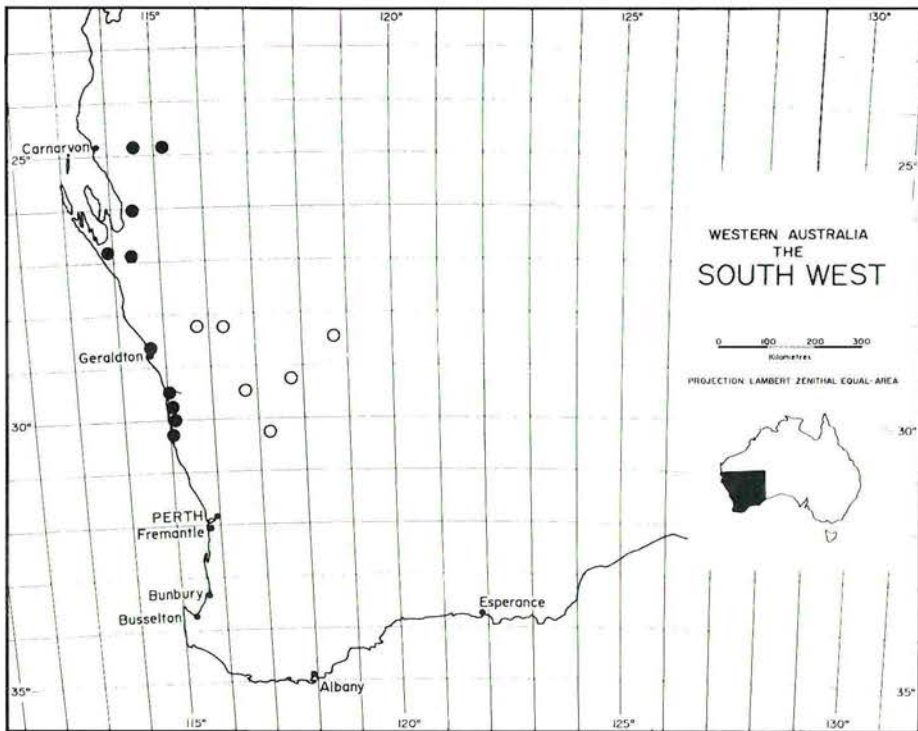 115°
120°
125°
130°
Carnarvon
25°
25°
WESTERN AUSTRALIA
THE
SOUTH WEST
Geraldton
0 100 200 300
Kilometres
PROJECTION LAMBERT ZENITHAL EQUAL-AREA
30°
30°
PERTH
Fremantle
Bunbury
Busselton
Esperance
Albany
35°
35°
115°
120°
125°
130°